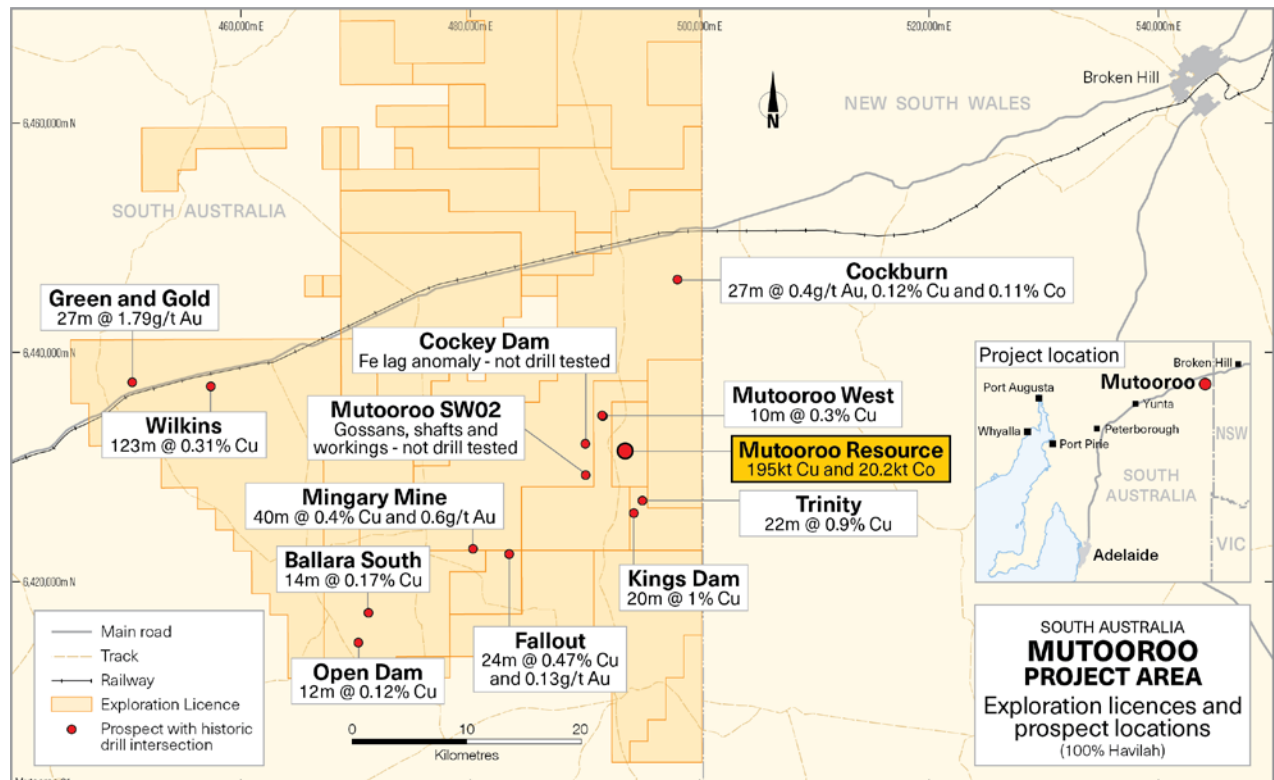 460,000m E
480,000m E
500,000m E
520,000m E
540,000m E
Broken Hill
NEW SOUTH WALES
N
6,460,000m N
SOUTH AUSTRALIA
Cockburn
27m @ 0.4g/t Au, 0.12% Cu and 0.11% Co
Green and Gold
27m @ 1.79g/t Au
Cockey Dam
Fe lag anomaly - not drill tested
6,440,000m N
Wilkins
123m @ 0.31% Cu
Mutooroo SW02
Gossans, shafts and
workings - not drill tested
Mutooroo West
10m @ 0.3% Cu
Mutooroo Resource
195kt Cu and 20.2kt Co
Mingary Mine
40m @ 0.4% Cu and 0.6g/t Au
Trinity
22m @ 0.9% Cu
Ballara South
14m @ 0.17% Cu
Kings Dam
20m @ 1% Cu
6,420,000m N
Fallout
24m @ 0.47% Cu
and 0.13g/t Au
Open Dam
12m @ 0.12% Cu
Project location
Broken Hill
Mutooroo
Port Augusta
Yunta
Whyalla
Peterborough
Port Pirie
NSW
SOUTH
AUSTRALIA
VIC
Adelaide
Main road
Track
Railway
Exploration Licence
Prospect with historic
drill intersection
0 10 20
Kilometres
SOUTH AUSTRALIA
MUTOOROO
PROJECT AREA
Exploration licences and
prospect locations
(100% Havilah)